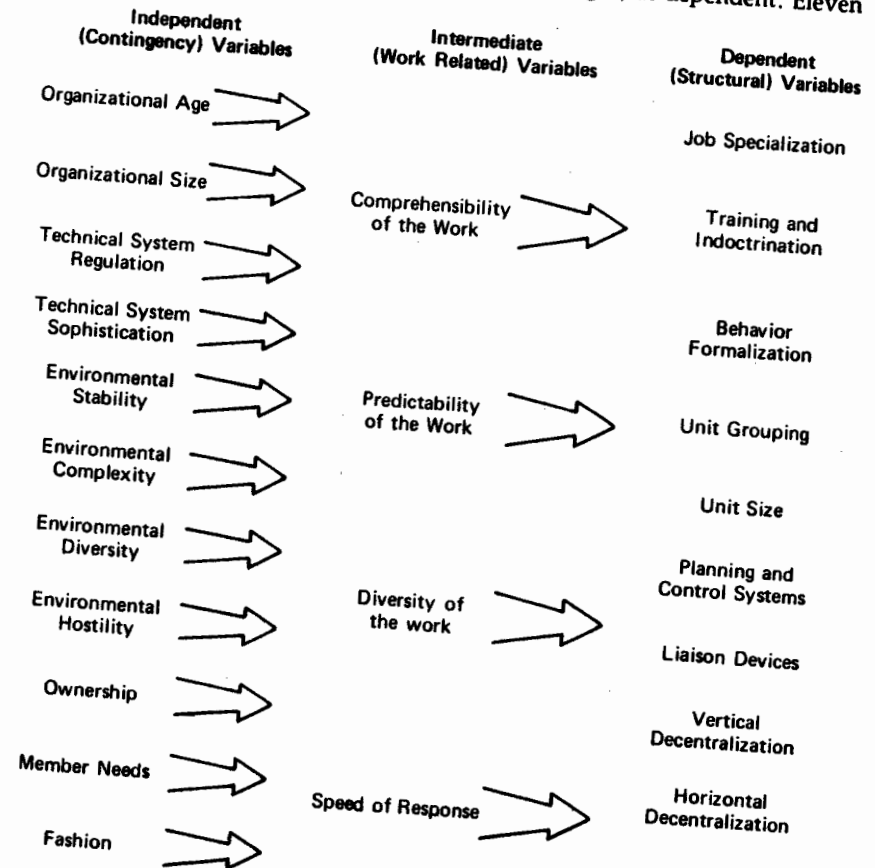 dependent. Eleven
Independent
(Contingency) Variables
Intermediate
(Work Related) Variables
Dependent
(Structural) Variables
Organizational Age
Organizational Size
Technical System
Regulation
Technical System
Sophistication
Environmental
Stability
Environmental
Complexity
Environmental
Diversity
Environmental
Hostility
Ownership
Member Needs
Fashion
Comprehensibility
of the Work
Predictability
of the Work
Diversity of
the work
Speed of Response
Job Specialization
Training and
Indoctrination
Behavior
Formalization
Unit Grouping
Unit Size
Planning and
Control Systems
Liaison Devices
Vertical
Decentralization
Horizontal
Decentralization